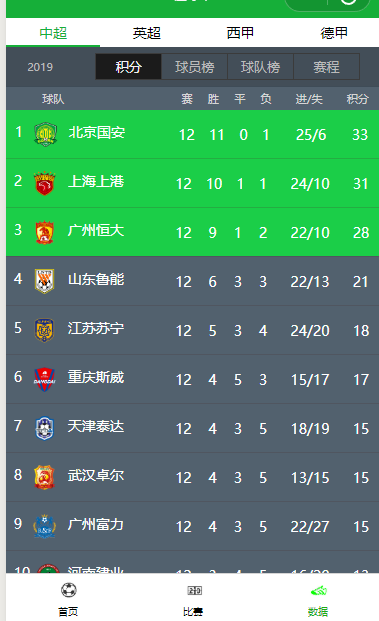 中超 英超 西甲 德甲
2019 积分 球员榜 球队榜 赛程
球队 赛 胜 平 负 进/失 积分
1 北京国安 12 11 0 1 25/6 33
2 上海上港 12 10 1 1 24/10 31
3 广州恒大 12 9 1 2 22/10 28
4 山东鲁能 12 6 3 3 22/13 21
5 江苏苏宁 12 5 3 4 24/20 18
6 重庆斯威 12 4 5 3 15/17 17
7 天津泰达 12 4 3 5 18/19 15
8 武汉卓尔 12 4 3 5 13/15 15
9 广州富力 12 4 3 5 22/27 15
10 河南建业
首页 比赛 数据